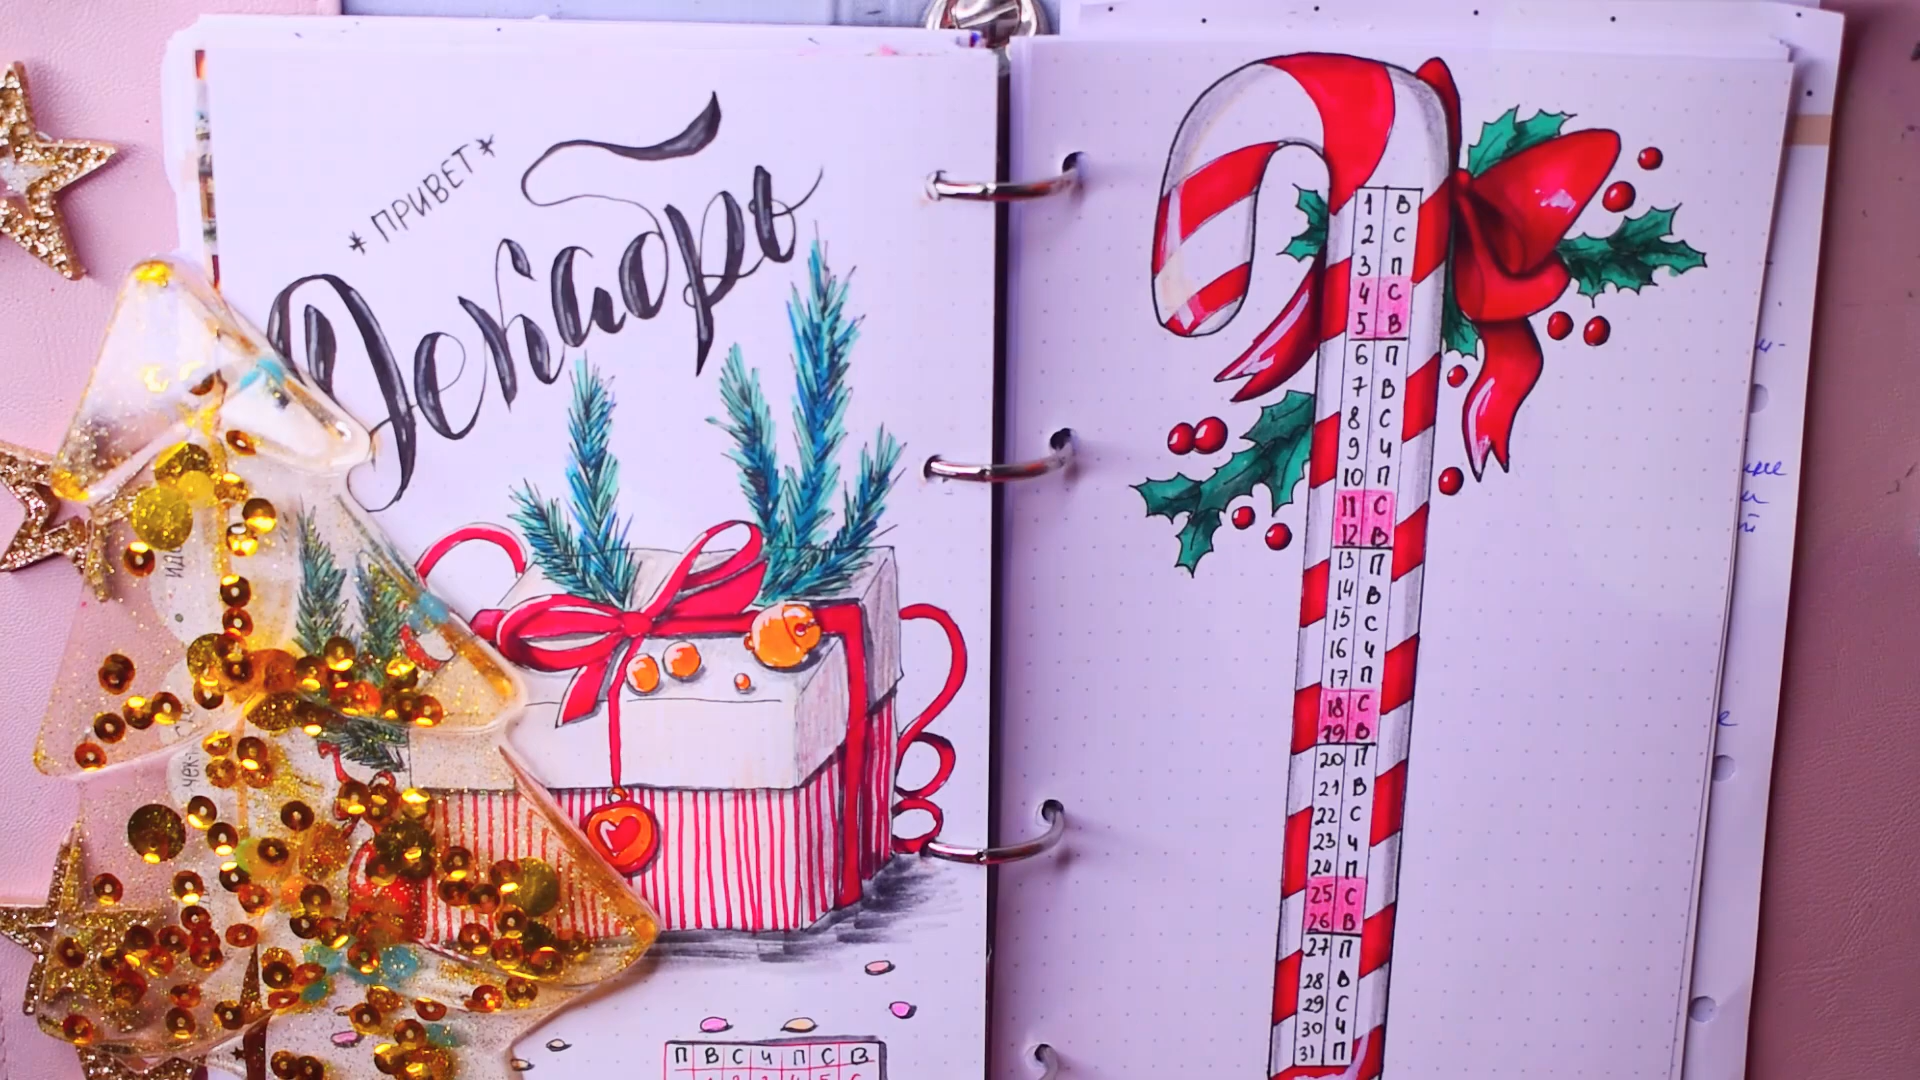 * ПРИВЕТ *
Декабрь
П В С Ч П С В
1 В
2 С
3 П
4 С
5 В
6 П
7 В
8 С
9 Ч
10 П
11 С
12 В
13 П
14 В
15 С
16 Ч
17 П
18 С
19 В
20 П
21 В
22 С
23 Ч
24 П
25 С
26 В
27 П
28 В
29 С
30 Ч
31 П